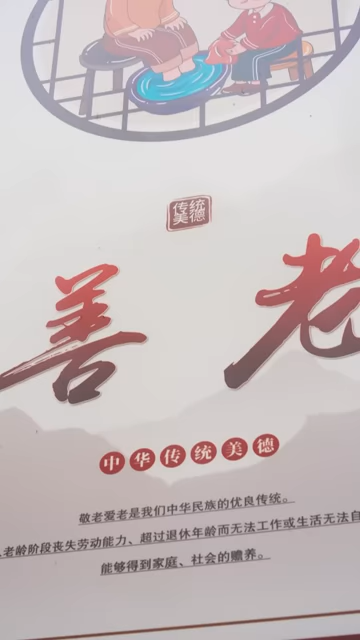 传统
美德
善老
中华传统美德
敬老爱老是我们中华民族的优良传统。
老龄阶段丧失劳动能力、超过退休年龄而无法工作或生活无法自
能够得到家庭、社会的赡养。